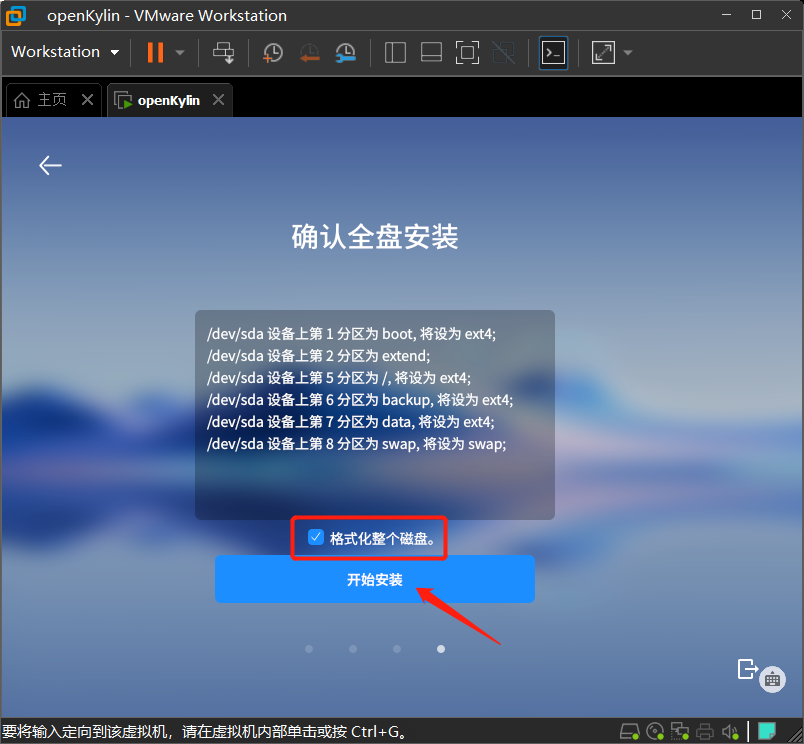 openKylin - VMware Workstation
Workstation
主页
openKylin
确认全盘安装
/dev/sda 设备上第 1 分区为 boot, 将设为 ext4;
/dev/sda 设备上第 2 分区为 extend;
/dev/sda 设备上第 5 分区为 /, 将设为 ext4;
/dev/sda 设备上第 6 分区为 backup, 将设为 ext4;
/dev/sda 设备上第 7 分区为 data, 将设为 ext4;
/dev/sda 设备上第 8 分区为 swap, 将设为 swap;
格式化整个磁盘。
开始安装
要将输入定向到该虚拟机，请在虚拟机内部单击或按 Ctrl+G。